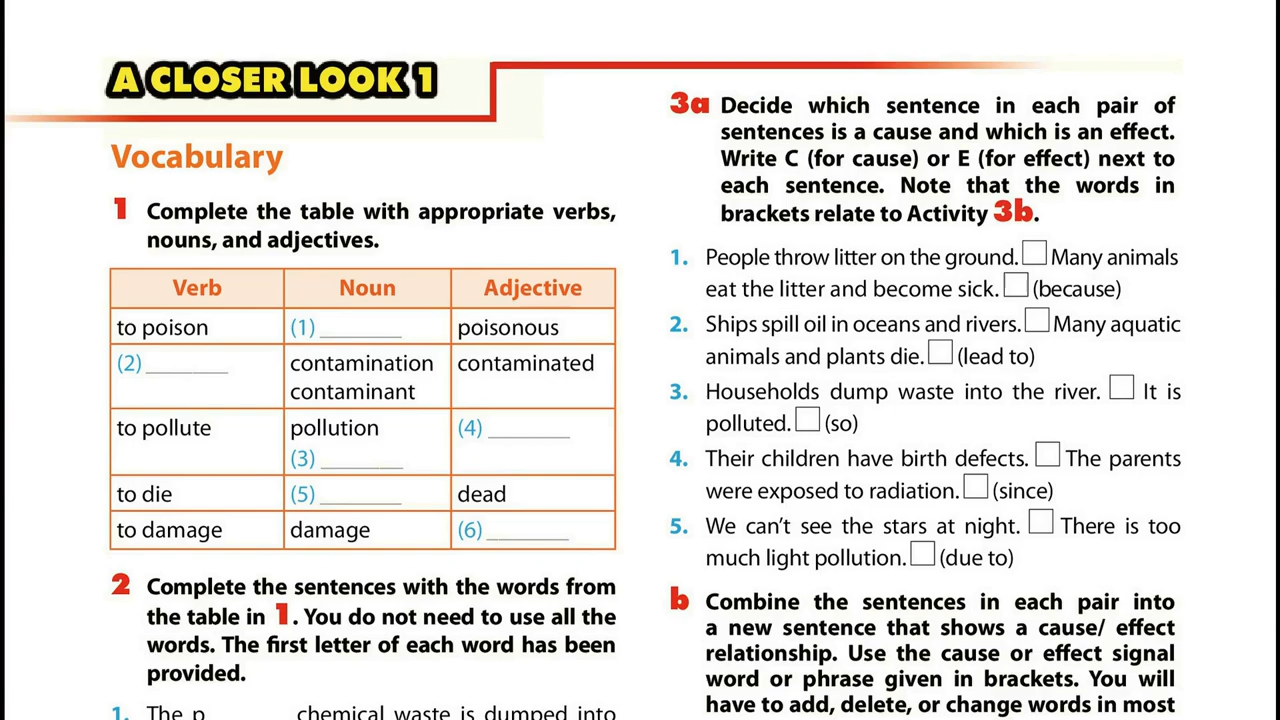 A CLOSER LOOK 1
Vocabulary
1 Complete the table with appropriate verbs,
nouns, and adjectives.
Verb Noun Adjective
to poison (1) ________ poisonous
(2) ________ contamination contaminated
contaminant
to pollute pollution (4) ________
(3) ________
to die (5) ________ dead
to damage damage (6) ________
2 Complete the sentences with the words from
the table in 1. You do not need to use all the
words. The first letter of each word has been
provided.
1. The p________ chemical waste is dumped into
3a Decide which sentence in each pair of
sentences is a cause and which is an effect.
Write C (for cause) or E (for effect) next to
each sentence. Note that the words in
brackets relate to Activity 3b.
1. People throw litter on the ground. □ Many animals
eat the litter and become sick. □ (because)
2. Ships spill oil in oceans and rivers. □ Many aquatic
animals and plants die. □ (lead to)
3. Households dump waste into the river. □ It is
polluted. □ (so)
4. Their children have birth defects. □ The parents
were exposed to radiation. □ (since)
5. We can't see the stars at night. □ There is too
much light pollution. □ (due to)
b Combine the sentences in each pair into
a new sentence that shows a cause/ effect
relationship. Use the cause or effect signal
word or phrase given in brackets. You will
have to add, delete, or change words in most